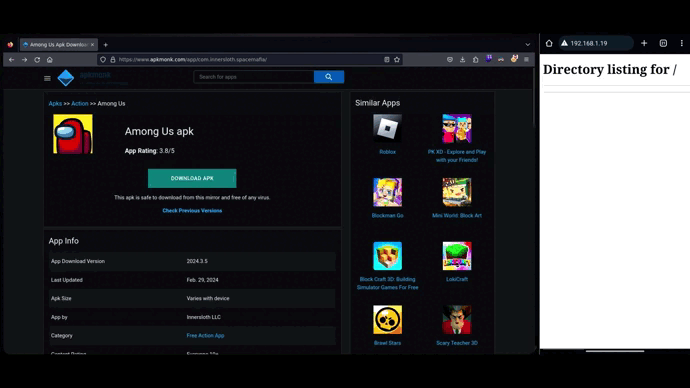 Among Us Apk Downloa
https://www.apkmonk.com/app/com.innersloth.spacemafia/
apkmonk
Search for apps
Apks >> Action >> Among Us
Among Us apk
App Rating: 3.8/5
DOWNLOAD APK
This apk is safe to download from this mirror and free of any virus.
Check Previous Versions
App Info
App Download Version 2024.3.5
Last Updated Feb. 29, 2024
Apk Size Varies with device
App by Innersloth LLC
Category Free Action App
Content Rating Everyone 10+
Similar Apps
Roblox
PK XD - Explore and Play
with your Friends!
Blockman Go
Mini World: Block Art
Block Craft 3D: Building
Simulator Games For Free
LokiCraft
Brawl Stars
Scary Teacher 3D
192.168.1.19
Directory listing for /